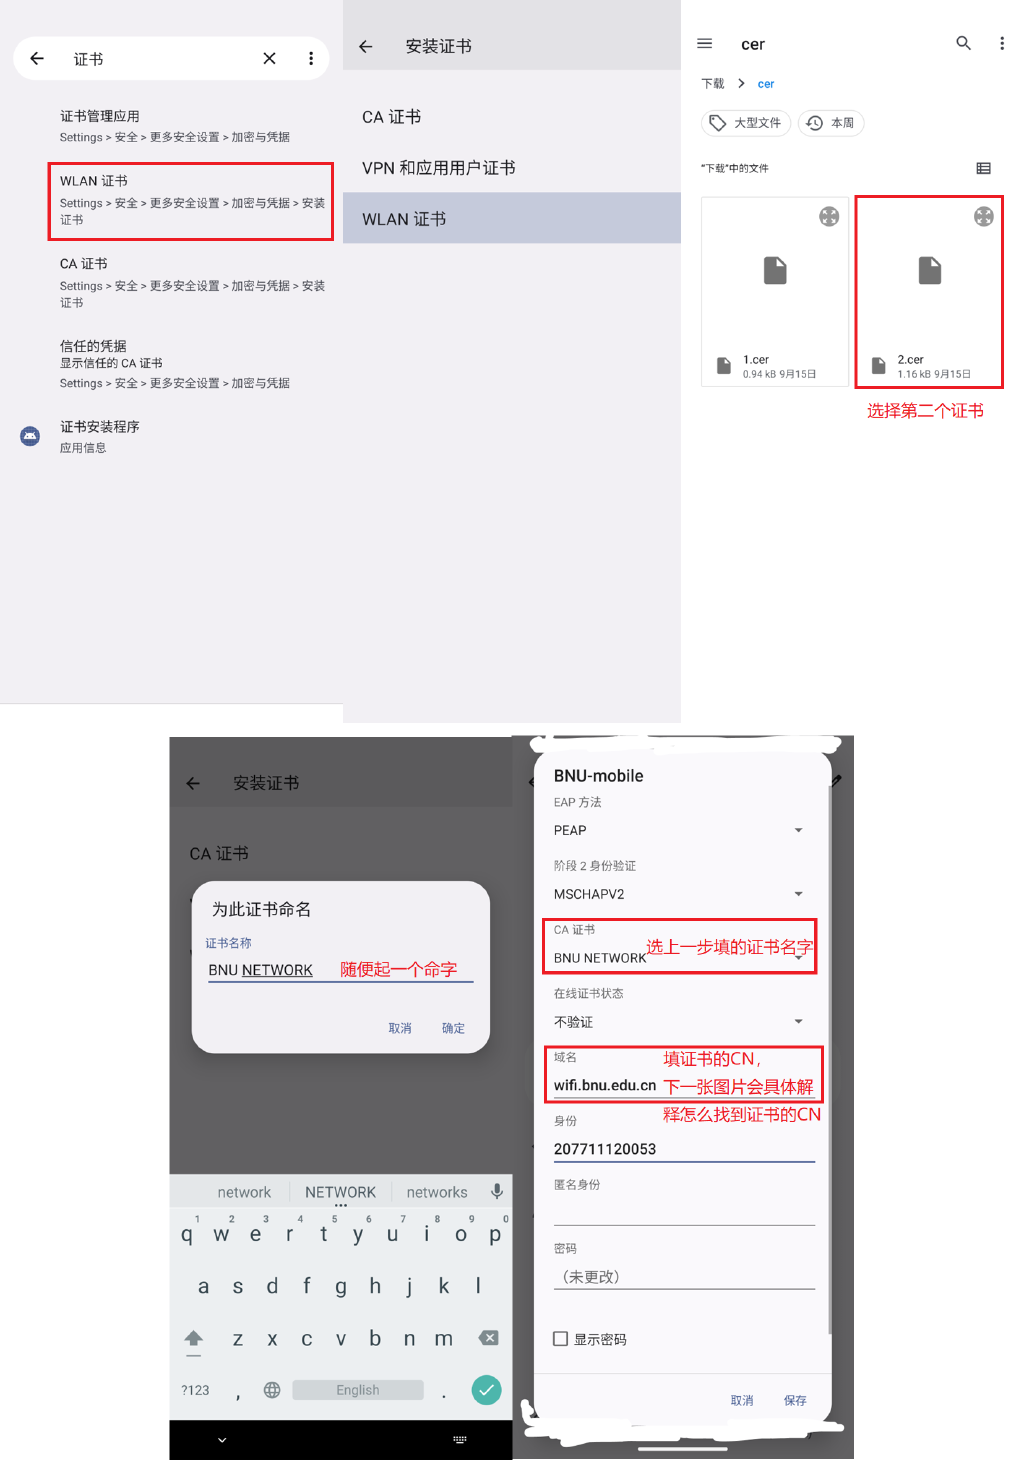 证书
证书管理应用
Settings > 安全 > 更多安全设置 > 加密与凭据
WLAN 证书
Settings > 安全 > 更多安全设置 > 加密与凭据 > 安装
证书
CA 证书
Settings > 安全 > 更多安全设置 > 加密与凭据 > 安装
证书
信任的凭据
显示信任的 CA 证书
Settings > 安全 > 更多安全设置 > 加密与凭据
证书安装程序
应用信息
安装证书
CA 证书
VPN 和应用用户证书
WLAN 证书
cer
下载 > cer
大型文件
本周
“下载”中的文件
1.cer
0.94 kB 9月15日
2.cer
1.16 kB 9月15日
选择第二个证书
安装证书
CA 证书
为此证书命名
证书名称
BNU NETWORK
随便起一个命字
取消
确定
network
NETWORK
networks
q1 w2 e3 r4 t5 y6 u7 i8 o9 p0
a s d f g h j k l
z x c v b n m
?123 , English .
BNU-mobile
EAP 方法
PEAP
阶段 2 身份验证
MSCHAPV2
CA 证书
选上一步填的证书名字
BNU NETWORK
在线证书状态
不验证
域名
填证书的CN，
wifi.bnu.edu.cn
下一张图片会具体解
释怎么找到证书的CN
身份
207711120053
匿名身份
密码
（未更改）
显示密码
取消
保存